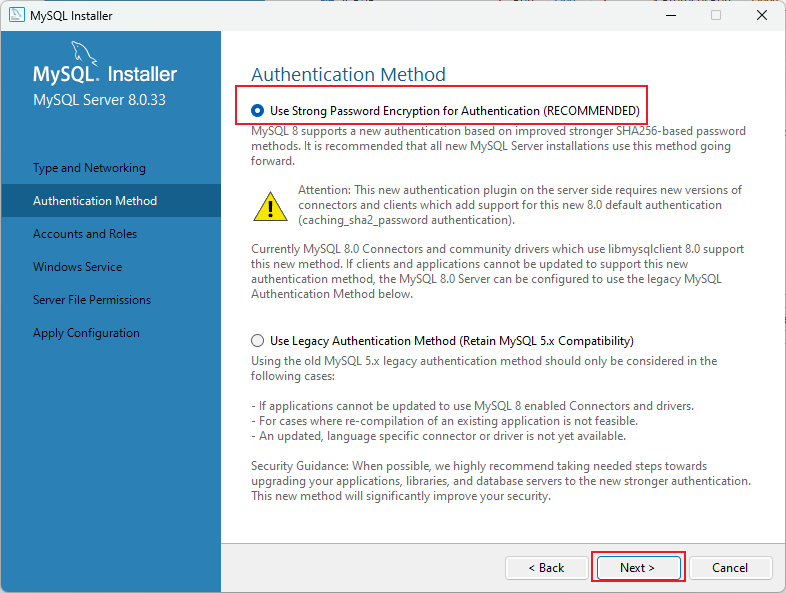 MySQL Installer
MySQL. Installer
MySQL Server 8.0.33
Type and Networking
Authentication Method
Accounts and Roles
Windows Service
Server File Permissions
Apply Configuration
Authentication Method
Use Strong Password Encryption for Authentication (RECOMMENDED)
MySQL 8 supports a new authentication based on improved stronger SHA256-based password
methods. It is recommended that all new MySQL Server installations use this method going
forward.
Attention: This new authentication plugin on the server side requires new versions of
connectors and clients which add support for this new 8.0 default authentication
(caching_sha2_password authentication).
Currently MySQL 8.0 Connectors and community drivers which use libmysqlclient 8.0 support
this new method. If clients and applications cannot be updated to support this new
authentication method, the MySQL 8.0 Server can be configured to use the legacy MySQL
Authentication Method below.
Use Legacy Authentication Method (Retain MySQL 5.x Compatibility)
Using the old MySQL 5.x legacy authentication method should only be considered in the
following cases:
- If applications cannot be updated to use MySQL 8 enabled Connectors and drivers.
- For cases where re-compilation of an existing application is not feasible.
- An updated, language specific connector or driver is not yet available.
Security Guidance: When possible, we highly recommend taking needed steps towards
upgrading your applications, libraries, and database servers to the new stronger authentication.
This new method will significantly improve your security.
< Back
Next >
Cancel